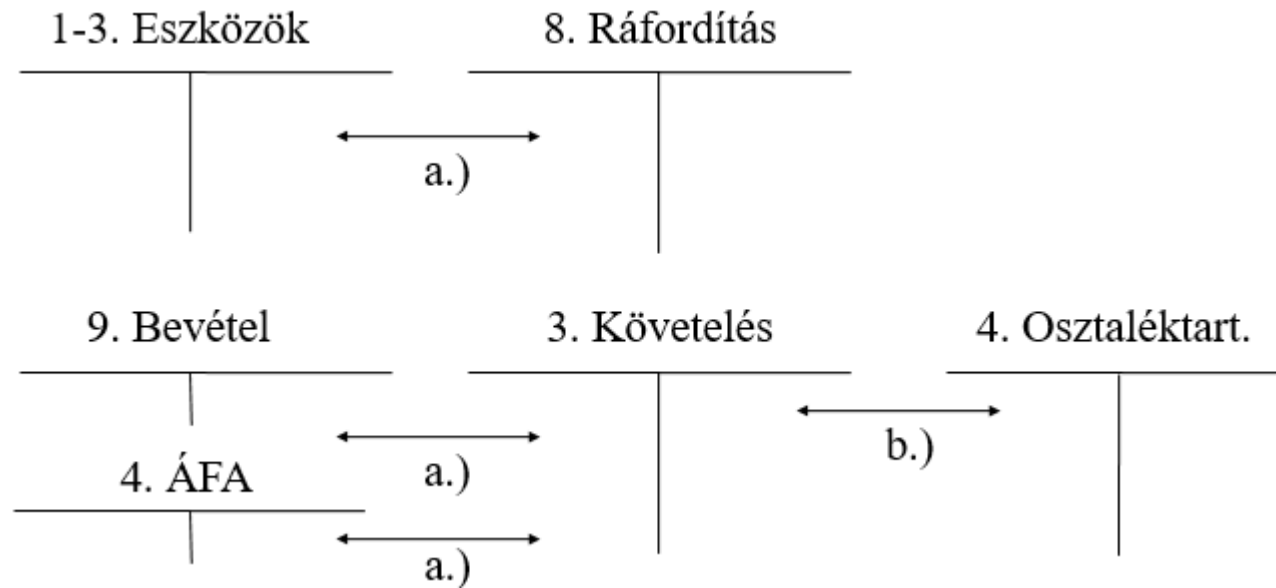 1-3. Eszközök
8. Ráfordítás
a.)
9. Bevétel
3. Követelés
4. Osztaléktart.
b.)
a.)
4. ÁFA
a.)